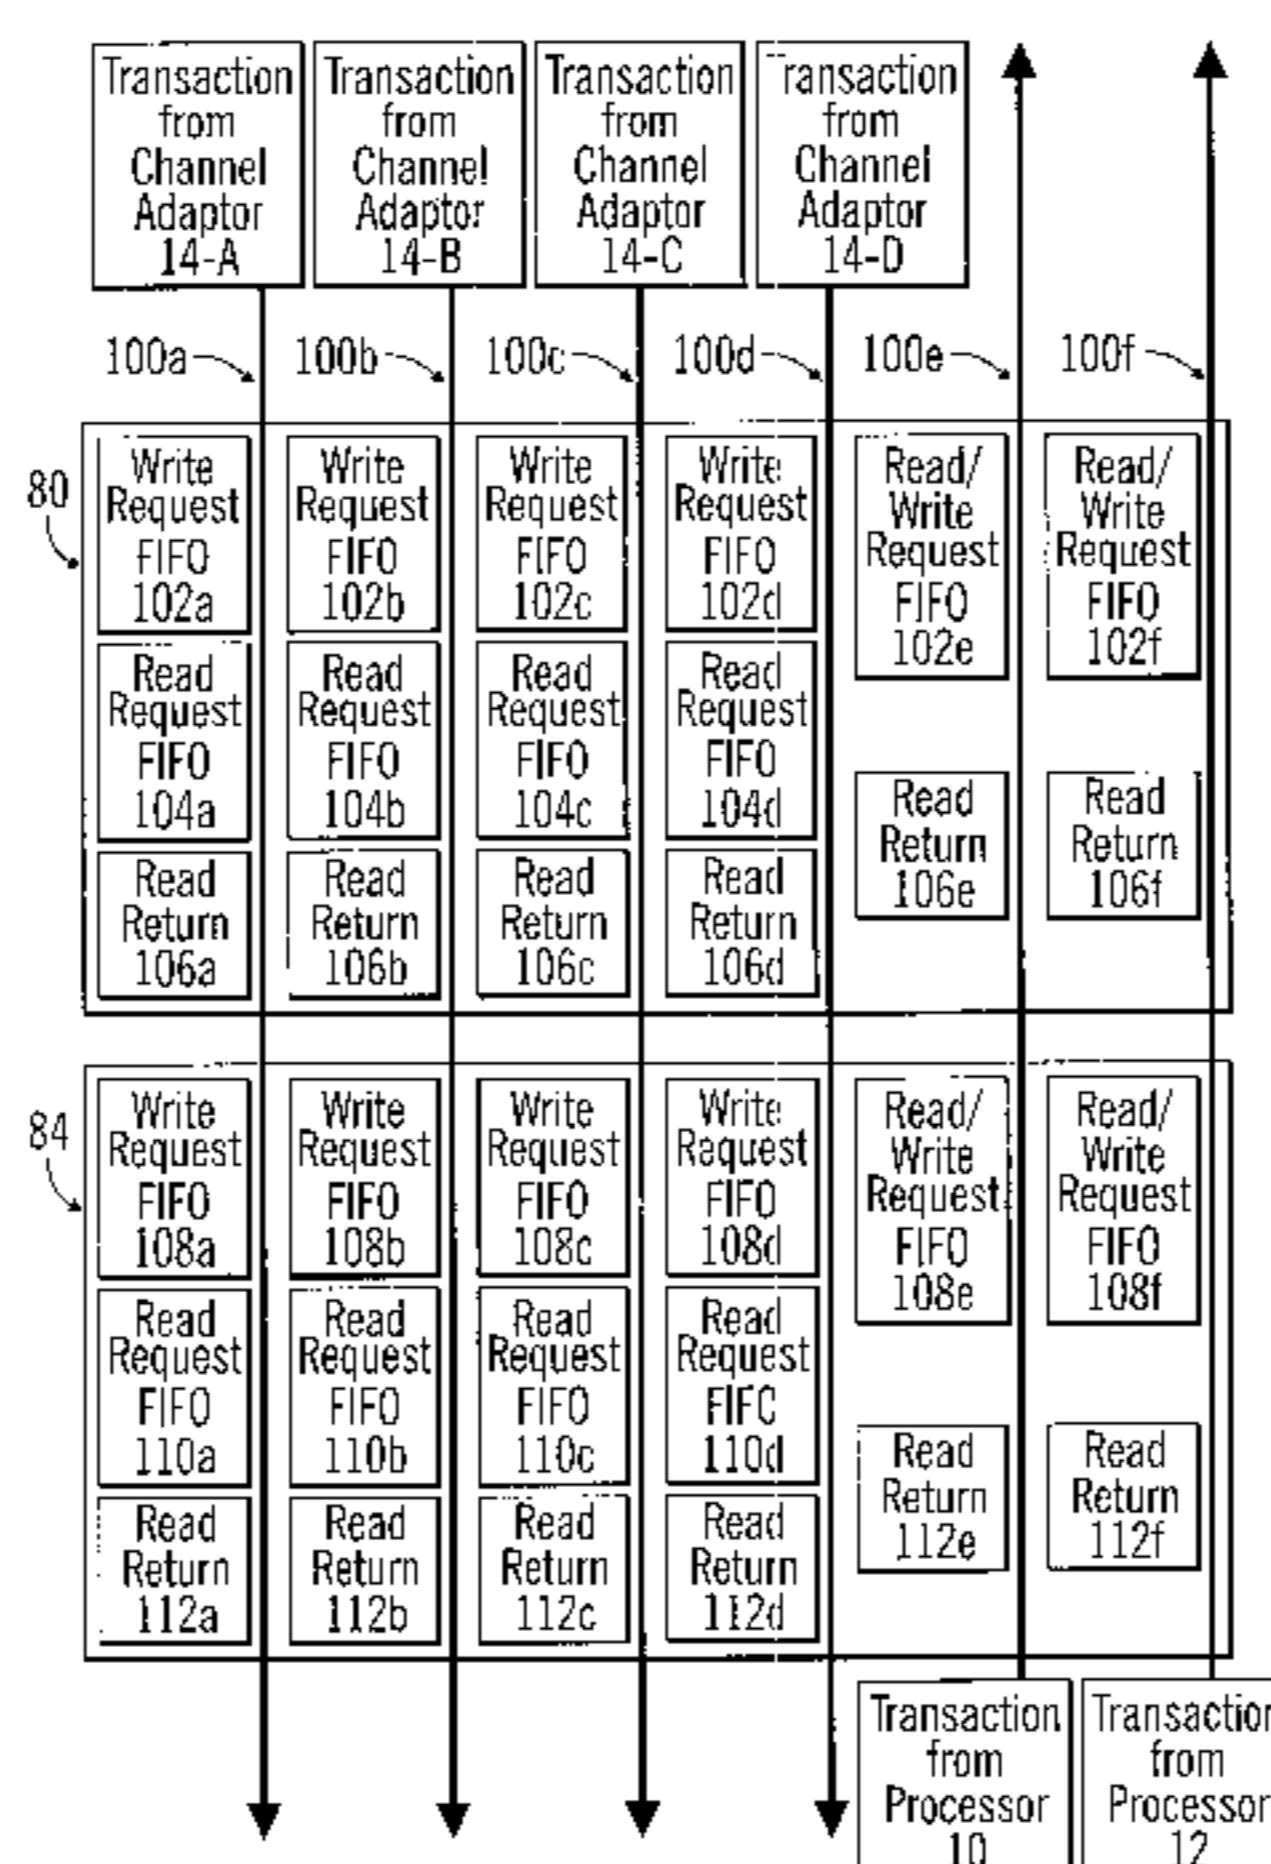 Transaction
from
Channel
Adaptor
14-A
Transaction
from
Channel
Adaptor
14-B
Transaction
from
Channel
Adaptor
14-C
Transaction
from
Channel
Adaptor
14-D
100a
100b
100c
100d
100e
100f
80
Write
Request
FIFO
102a
Write
Request
FIFO
102b
Write
Request
FIFO
102c
Write
Request
FIFO
102d
Read/
Write
Request
FIFO
102e
Read/
Write
Request
FIFO
102f
Read
Request
FIFO
104a
Read
Request
FIFO
104b
Read
Request
FIFO
104c
Read
Request
FIFO
104d
Read
Return
106a
Read
Return
106b
Read
Return
106c
Read
Return
106d
Read
Return
106e
Read
Return
106f
84
Write
Request
FIFO
108a
Write
Request
FIFO
108b
Write
Request
FIFO
108c
Write
Request
FIFO
108d
Read/
Write
Request
FIFO
108e
Read/
Write
Request
FIFO
108f
Read
Request
FIFO
110a
Read
Request
FIFO
110b
Read
Request
FIFO
110c
Read
Request
FIFO
110d
Read
Return
112a
Read
Return
112b
Read
Return
112c
Read
Return
112d
Read
Return
112e
Read
Return
112f
Transaction
from
Processor
10
Transaction
from
Processor
12